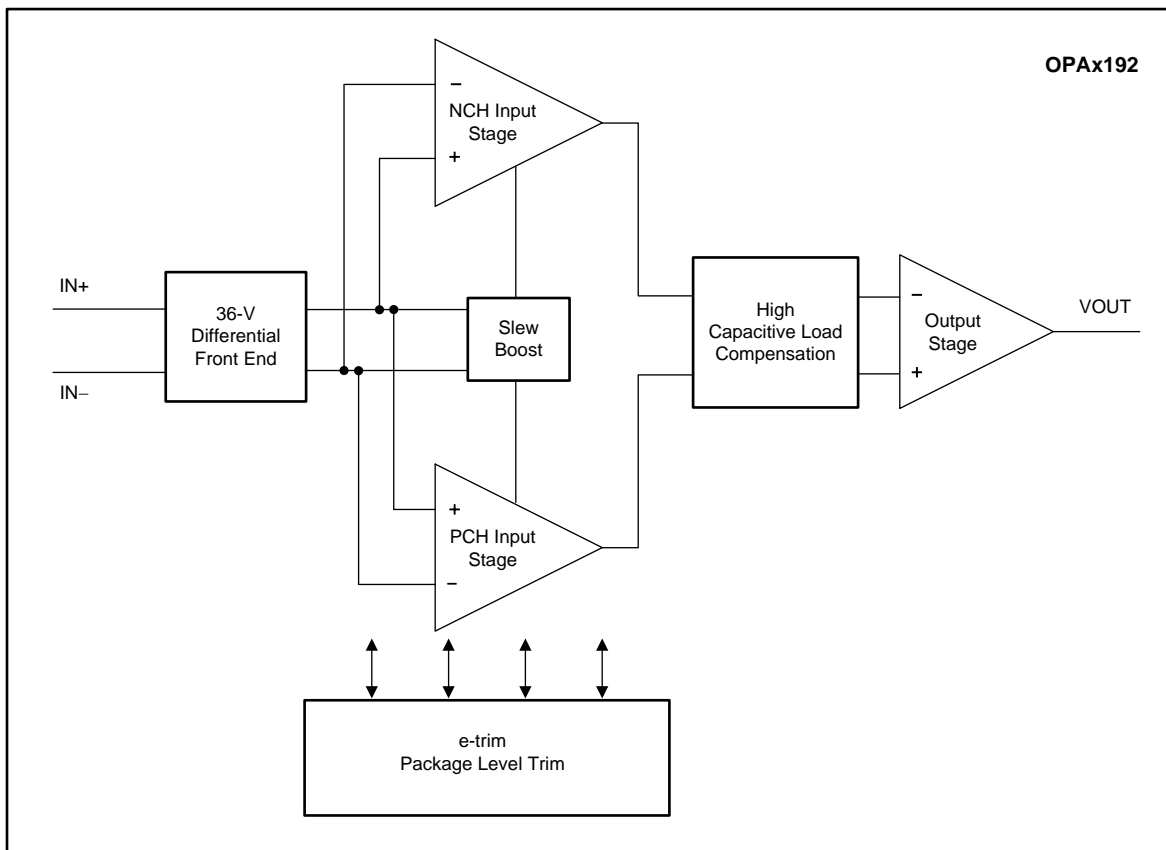 OPAx192
−
NCH Input
Stage
+
IN+
IN−
36-V
Differential
Front End
Slew
Boost
High
Capacitive Load
Compensation
−
Output
Stage
+
VOUT
+
PCH Input
Stage
−
e-trim
Package Level Trim